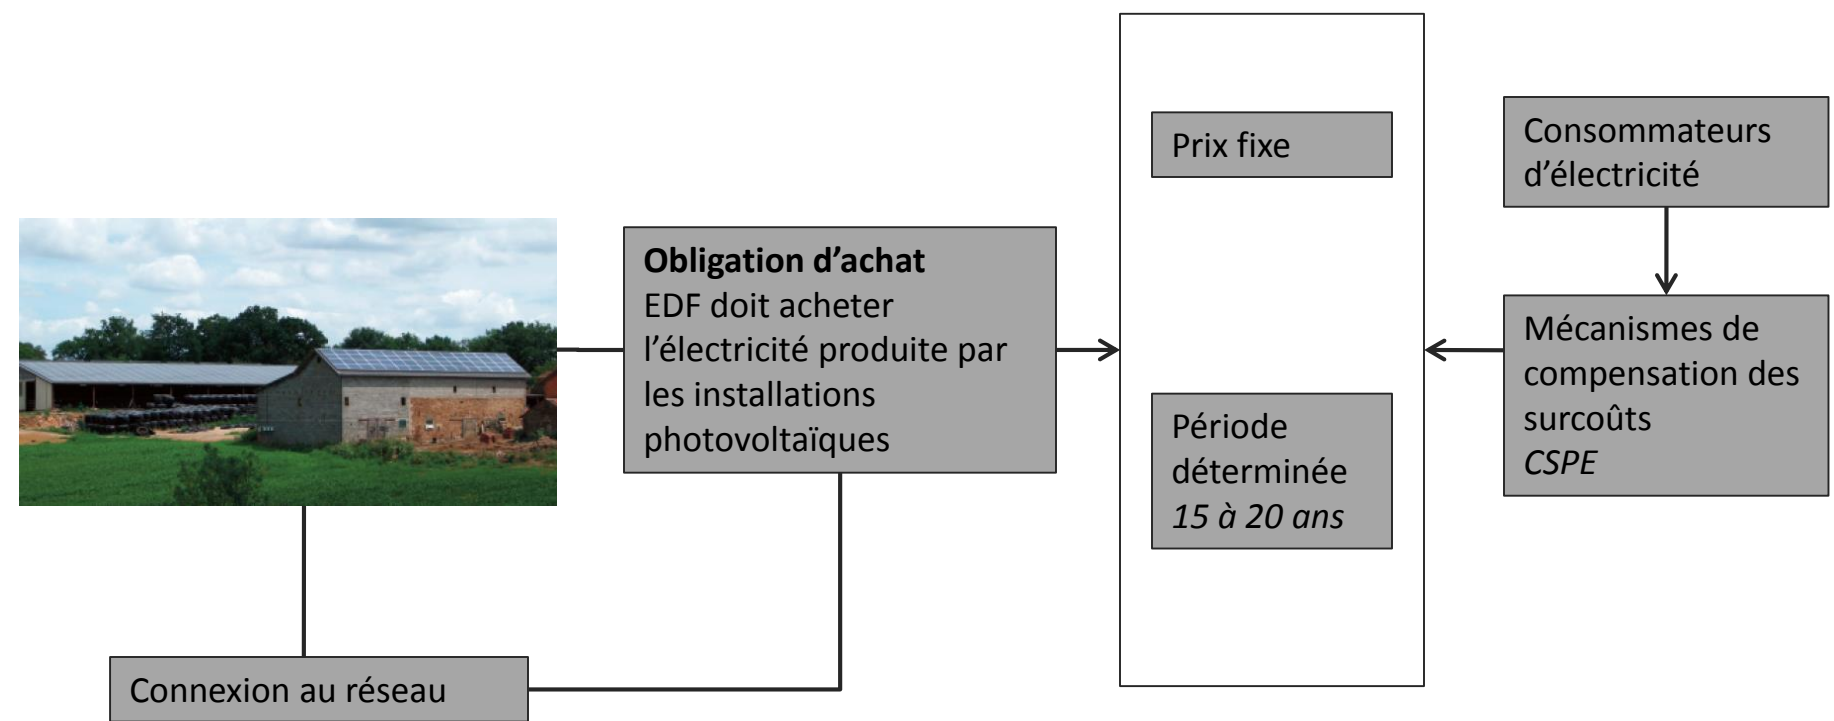 Obligation d’achat
EDF doit acheter
l’électricité produite par
les installations
photovoltaïques
Connexion au réseau
Prix fixe
Période
déterminée
15 à 20 ans
Consommateurs
d’électricité
Mécanismes de
compensation des
surcoûts
CSPE